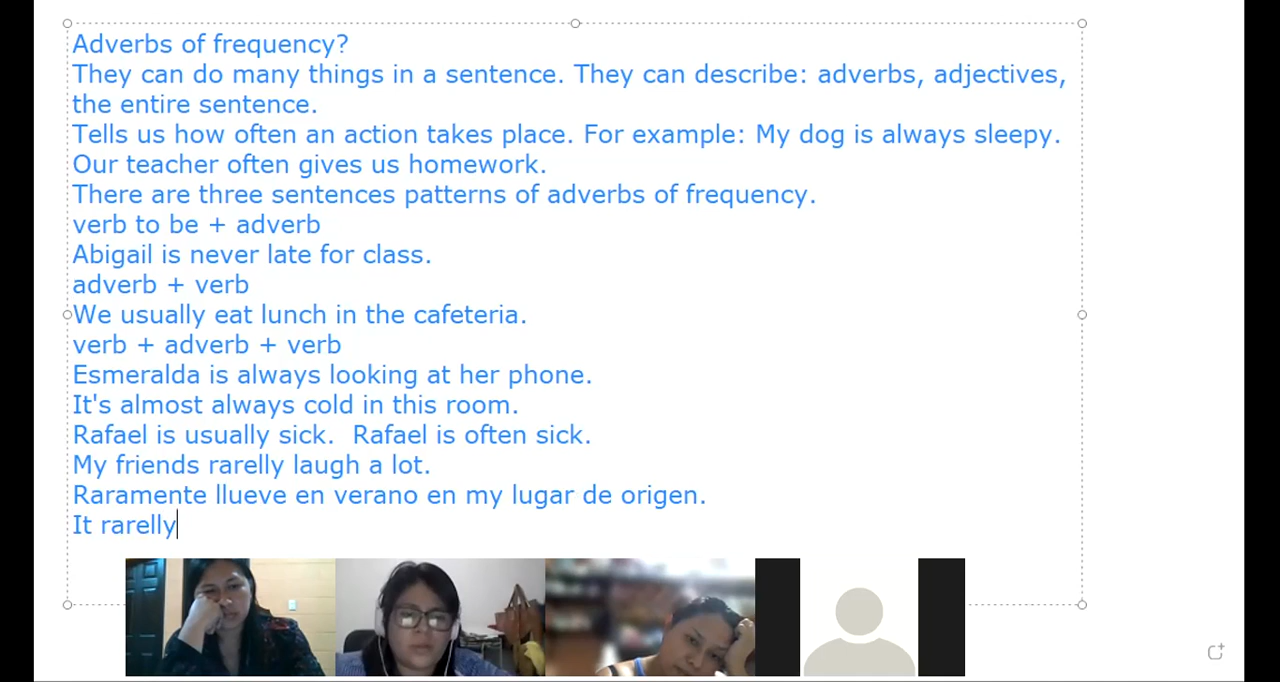 Adverbs of frequency?
They can do many things in a sentence. They can describe: adverbs, adjectives,
the entire sentence.
Tells us how often an action takes place. For example: My dog is always sleepy.
Our teacher often gives us homework.
There are three sentences patterns of adverbs of frequency.
verb to be + adverb
Abigail is never late for class.
adverb + verb
We usually eat lunch in the cafeteria.
verb + adverb + verb
Esmeralda is always looking at her phone.
It's almost always cold in this room.
Rafael is usually sick.  Rafael is often sick.
My friends rarelly laugh a lot.
Raramente llueve en verano en my lugar de origen.
It rarelly